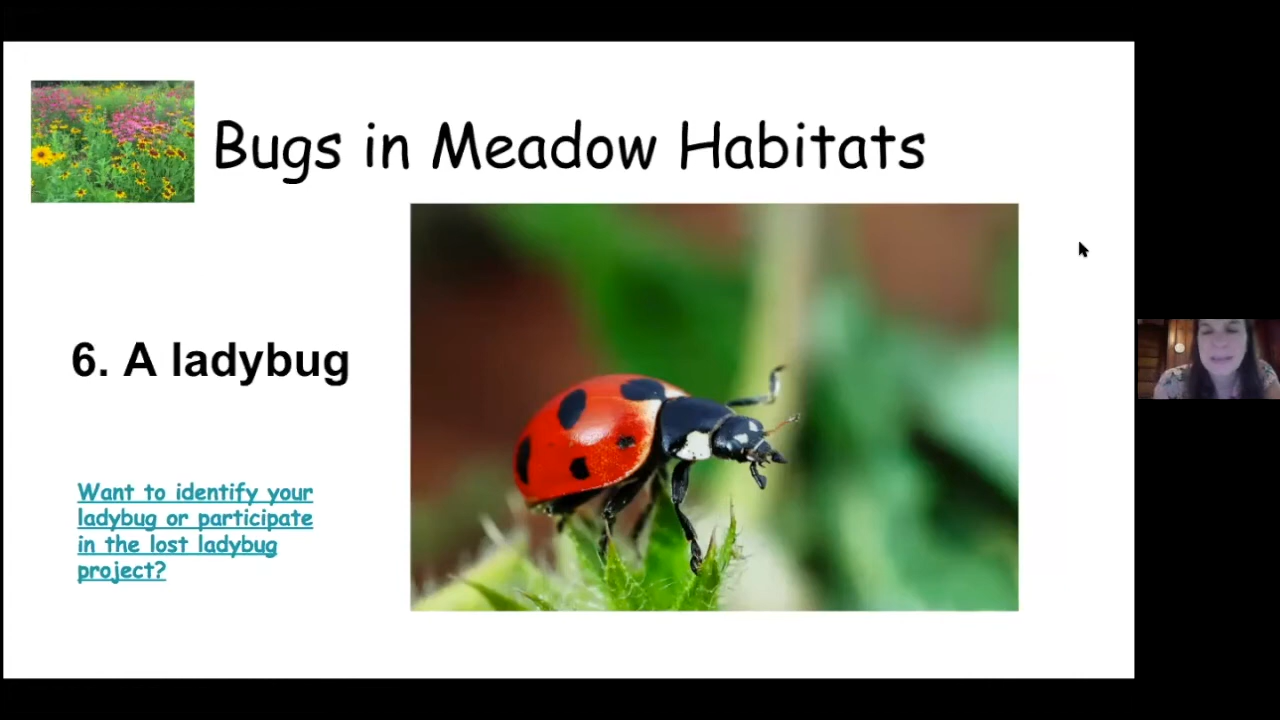 Bugs in Meadow Habitats
6. A ladybug
Want to identify your
ladybug or participate
in the lost ladybug
project?